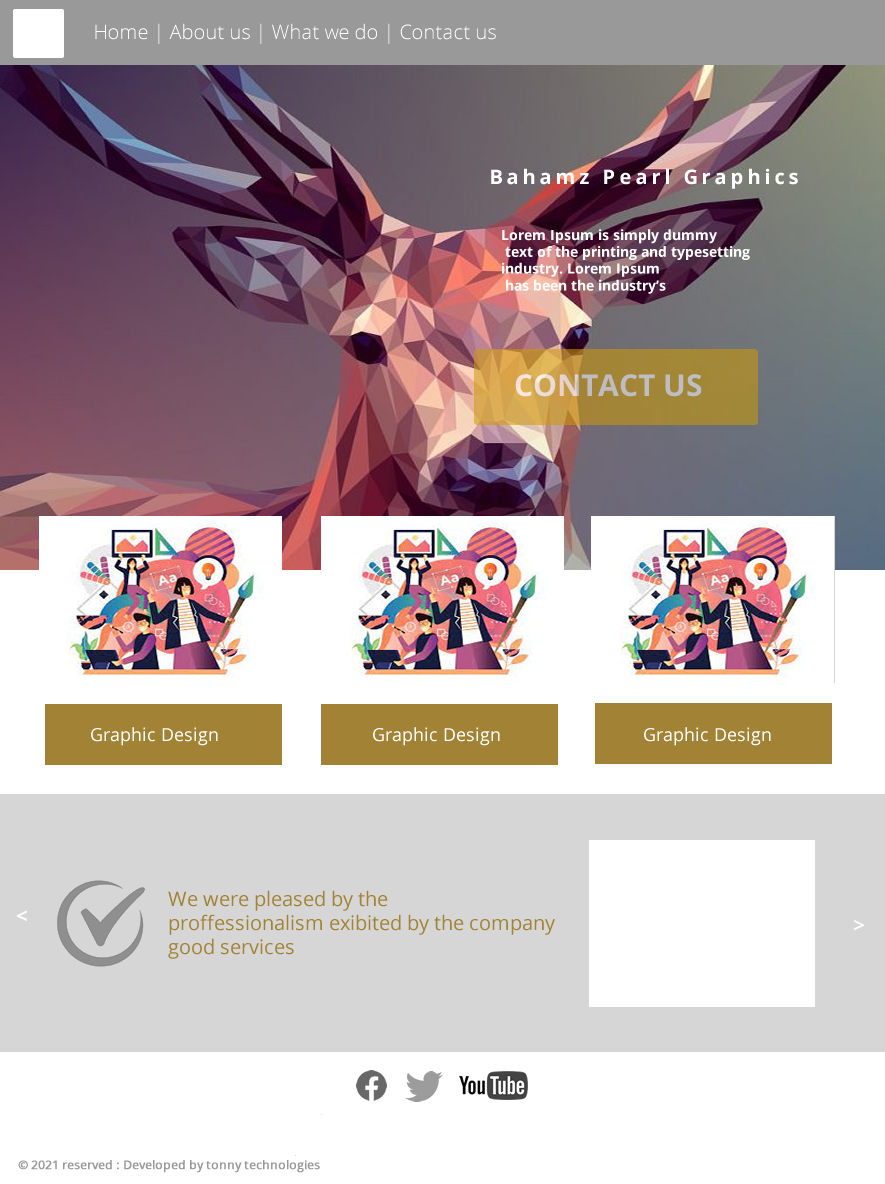 Home | About us | What we do | Contact us
Bahamz Pearl Graphics
Lorem Ipsum is simply dummy
text of the printing and typesetting
industry. Lorem Ipsum
has been the industry’s
CONTACT US
Aa
Aa
Aa
Graphic Design
Graphic Design
Graphic Design
<
We were pleased by the
proffessionalism exibited by the company
good services
>
YouTube
© 2021 reserved : Developed by tonny technologies